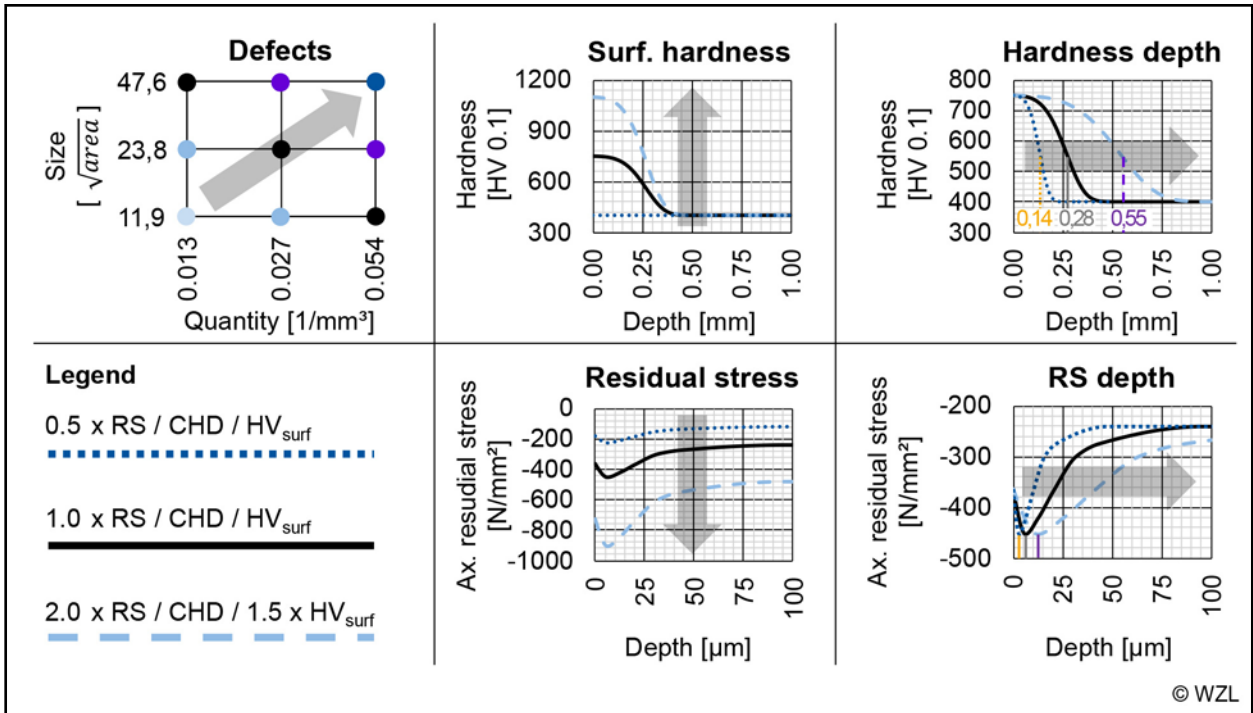 Defects
Size
[ √area ]
47,6
23,8
11,9
0.013
0.027
0.054
Quantity [1/mm³]
Surf. hardness
Hardness
[HV 0.1]
1200
900
600
300
0.00
0.25
0.50
0.75
1.00
Depth [mm]
Hardness depth
Hardness
[HV 0.1]
800
700
600
500
400
300
0,14
0,28
0,55
0.00
0.25
0.50
0.75
1.00
Depth [mm]
Legend
0.5 x RS / CHD / HVsurf
1.0 x RS / CHD / HVsurf
2.0 x RS / CHD / 1.5 x HVsurf
Residual stress
Ax. resudial stress
[N/mm²]
0
-200
-400
-600
-800
-1000
0
25
50
75
100
Depth [µm]
RS depth
Ax. residual stress
[N/mm²]
-200
-300
-400
-500
0
25
50
75
100
Depth [µm]
© WZL